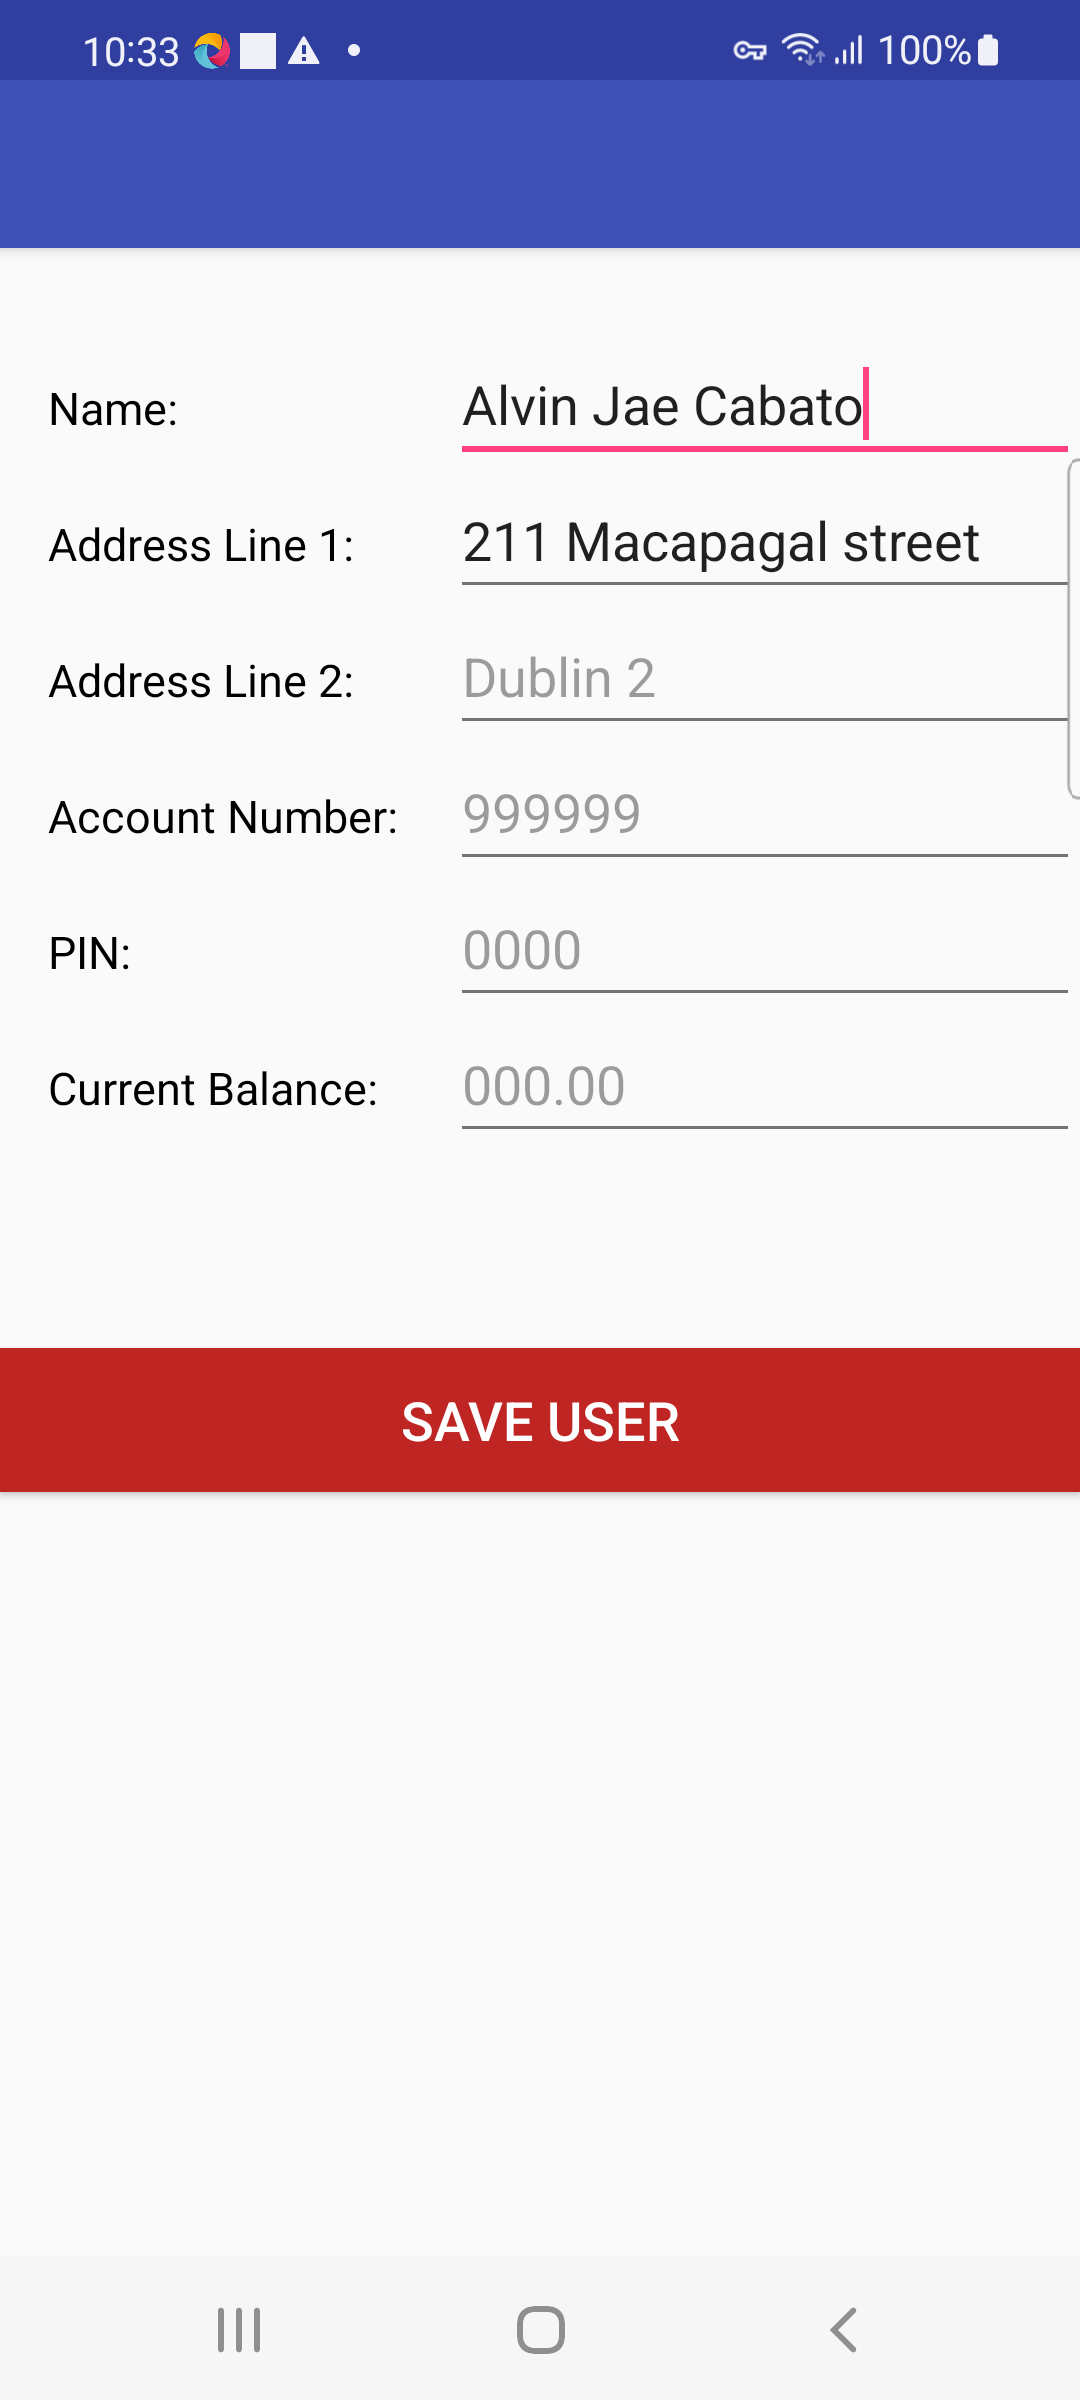 10:33 100%
Name: Alvin Jae Cabato
Address Line 1: 211 Macapagal street
Address Line 2: Dublin 2
Account Number: 999999
PIN: 0000
Current Balance: 000.00
SAVE USER